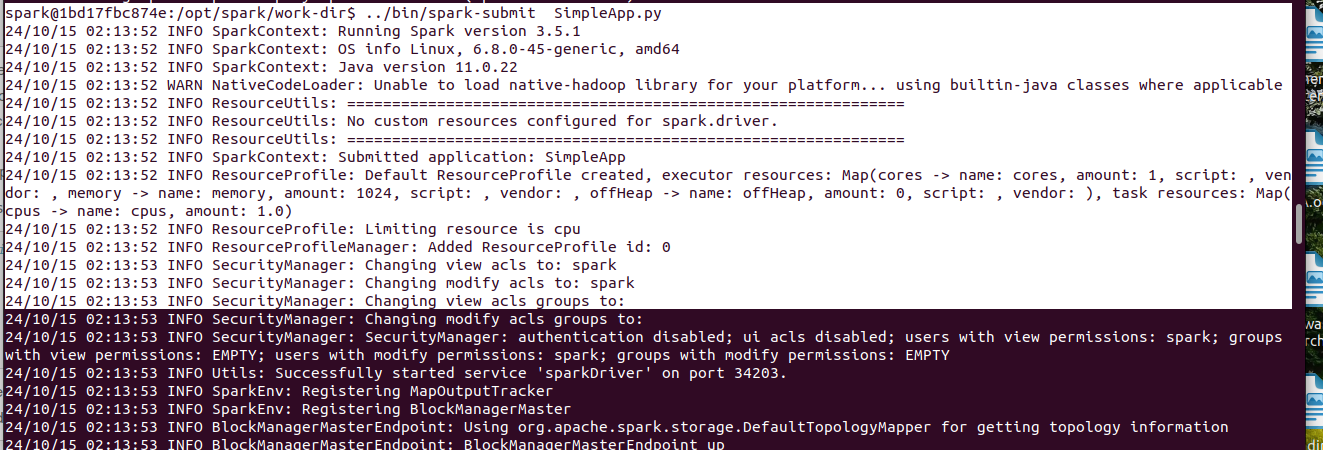 spark@1bd17fbc874e:/opt/spark/work-dir$ ../bin/spark-submit  SimpleApp.py
24/10/15 02:13:52 INFO SparkContext: Running Spark version 3.5.1
24/10/15 02:13:52 INFO SparkContext: OS info Linux, 6.8.0-45-generic, amd64
24/10/15 02:13:52 INFO SparkContext: Java version 11.0.22
24/10/15 02:13:52 WARN NativeCodeLoader: Unable to load native-hadoop library for your platform... using builtin-java classes where applicable
24/10/15 02:13:52 INFO ResourceUtils: ==============================================================
24/10/15 02:13:52 INFO ResourceUtils: No custom resources configured for spark.driver.
24/10/15 02:13:52 INFO ResourceUtils: ==============================================================
24/10/15 02:13:52 INFO SparkContext: Submitted application: SimpleApp
24/10/15 02:13:52 INFO ResourceProfile: Default ResourceProfile created, executor resources: Map(cores -> name: cores, amount: 1, script: , ven
dor: , memory -> name: memory, amount: 1024, script: , vendor: , offHeap -> name: offHeap, amount: 0, script: , vendor: ), task resources: Map(
cpus -> name: cpus, amount: 1.0)
24/10/15 02:13:52 INFO ResourceProfile: Limiting resource is cpu
24/10/15 02:13:52 INFO ResourceProfileManager: Added ResourceProfile id: 0
24/10/15 02:13:53 INFO SecurityManager: Changing view acls to: spark
24/10/15 02:13:53 INFO SecurityManager: Changing modify acls to: spark
24/10/15 02:13:53 INFO SecurityManager: Changing view acls groups to:
24/10/15 02:13:53 INFO SecurityManager: Changing modify acls groups to:
24/10/15 02:13:53 INFO SecurityManager: SecurityManager: authentication disabled; ui acls disabled; users with view permissions: spark; groups
with view permissions: EMPTY; users with modify permissions: spark; groups with modify permissions: EMPTY
24/10/15 02:13:53 INFO Utils: Successfully started service 'sparkDriver' on port 34203.
24/10/15 02:13:53 INFO SparkEnv: Registering MapOutputTracker
24/10/15 02:13:53 INFO SparkEnv: Registering BlockManagerMaster
24/10/15 02:13:53 INFO BlockManagerMasterEndpoint: Using org.apache.spark.storage.DefaultTopologyMapper for getting topology information
24/10/15 02:13:53 INFO BlockManagerMasterEndpoint: BlockManagerMasterEndpoint up